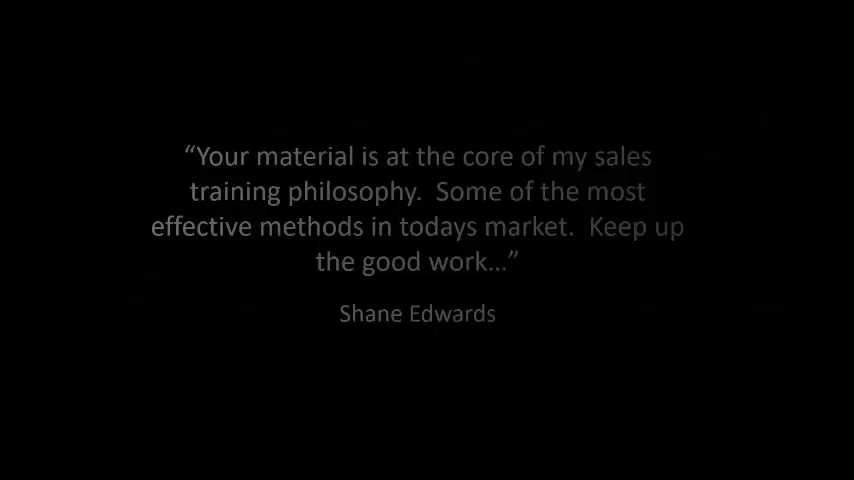 “Your material is at the core of my sales
training philosophy.  Some of the most
effective methods in todays market.  Keep up
the good work…”
Shane Edwards